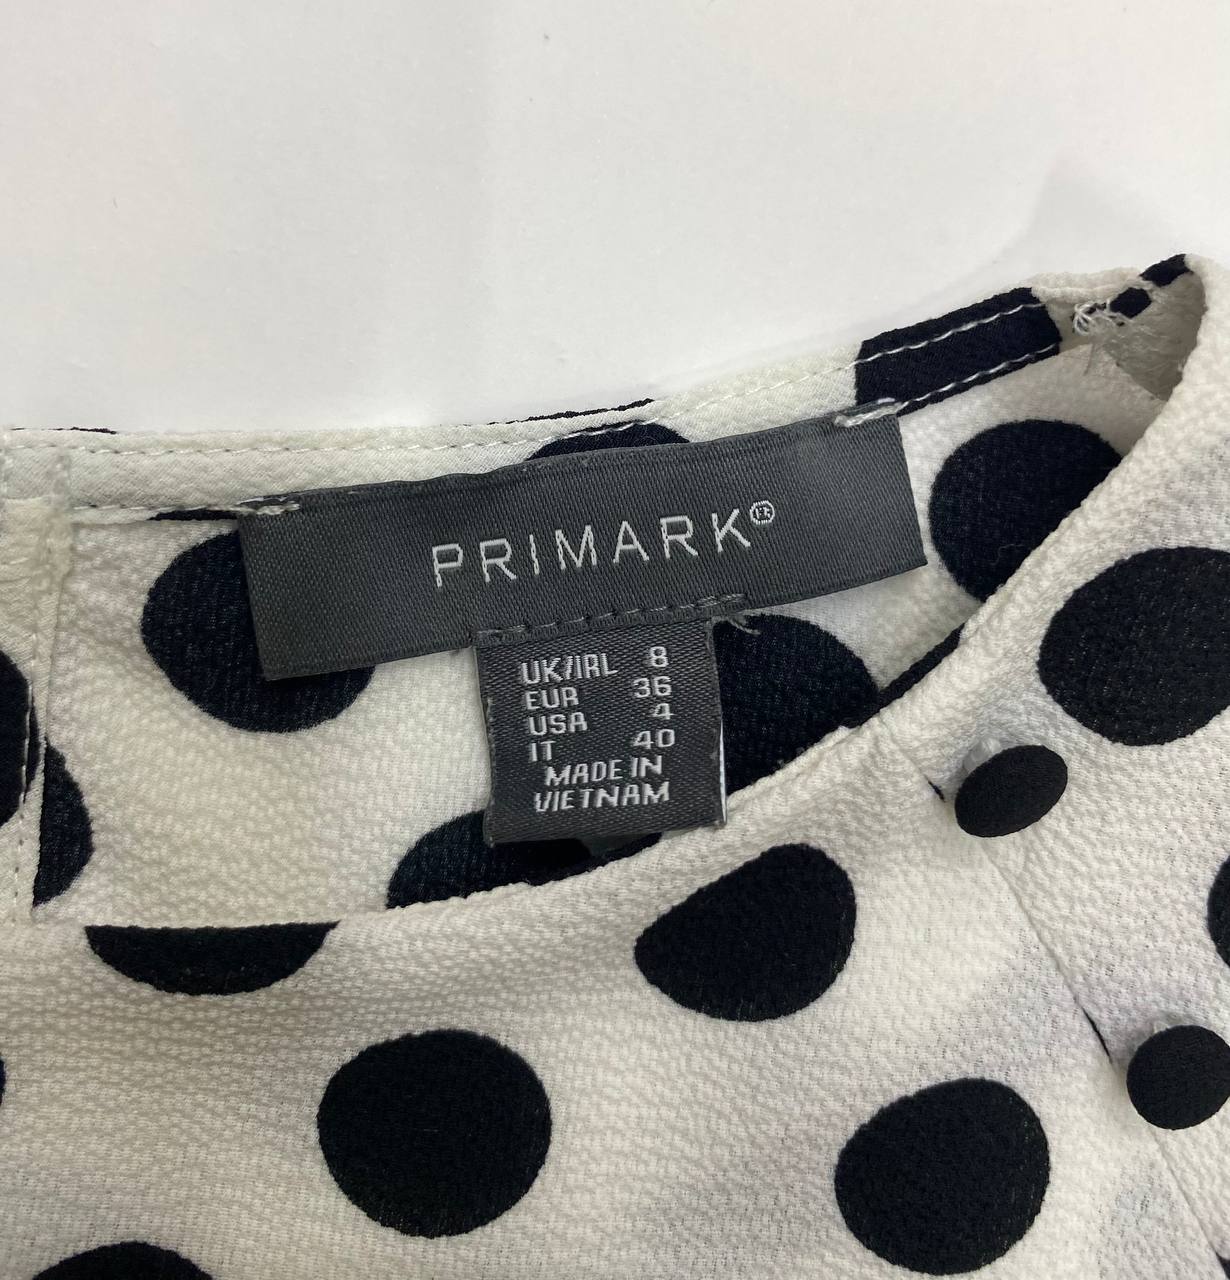 PRIMARK®
UK/IRL 8
EUR 36
USA 4
IT 40
MADE IN
VIETNAM